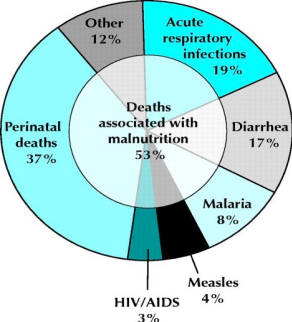 Other
12%
Acute
respiratory
infections
19%
Deaths
associated with
malnutrition
53%
Perinatal
deaths
37%
Diarrhea
17%
Malaria
8%
Measles
4%
HIV/AIDS
3%